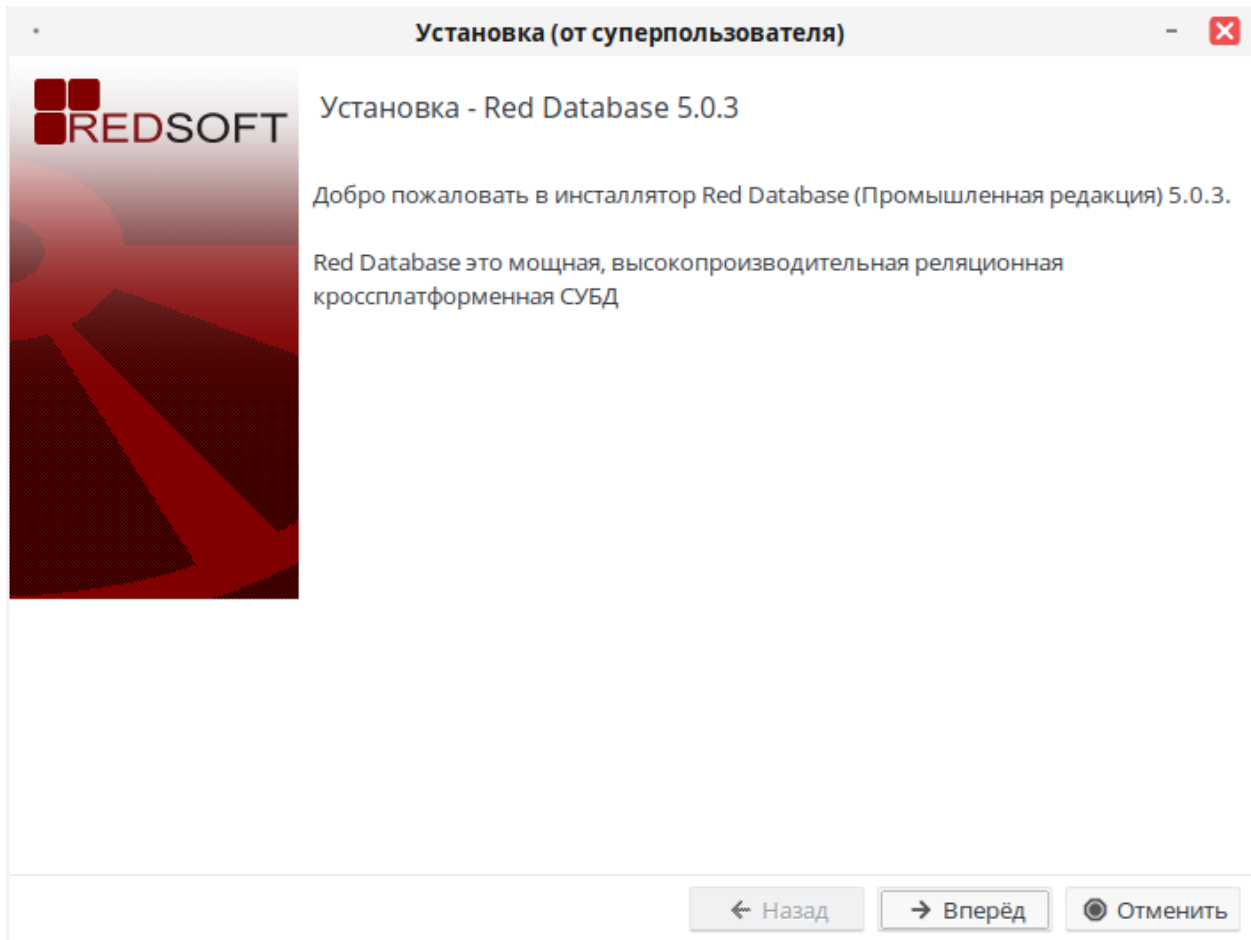 Установка (от суперпользователя)
REDSOFT
Установка - Red Database 5.0.3
Добро пожаловать в инсталлятор Red Database (Промышленная редакция) 5.0.3.
Red Database это мощная, высокопроизводительная реляционная
кроссплатформенная СУБД
Назад
Вперёд
Отменить